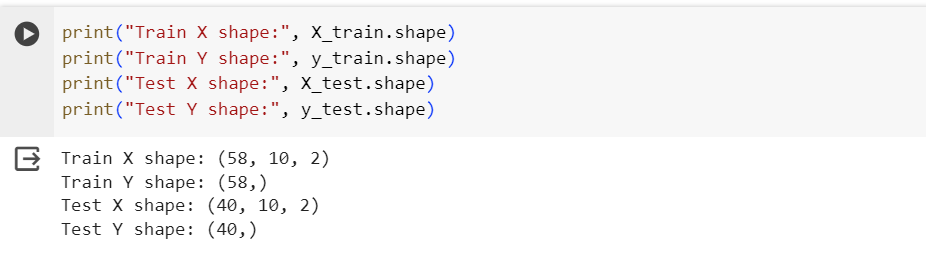 print("Train X shape:", X_train.shape)
print("Train Y shape:", y_train.shape)
print("Test X shape:", X_test.shape)
print("Test Y shape:", y_test.shape)
Train X shape: (58, 10, 2)
Train Y shape: (58,)
Test X shape: (40, 10, 2)
Test Y shape: (40,)